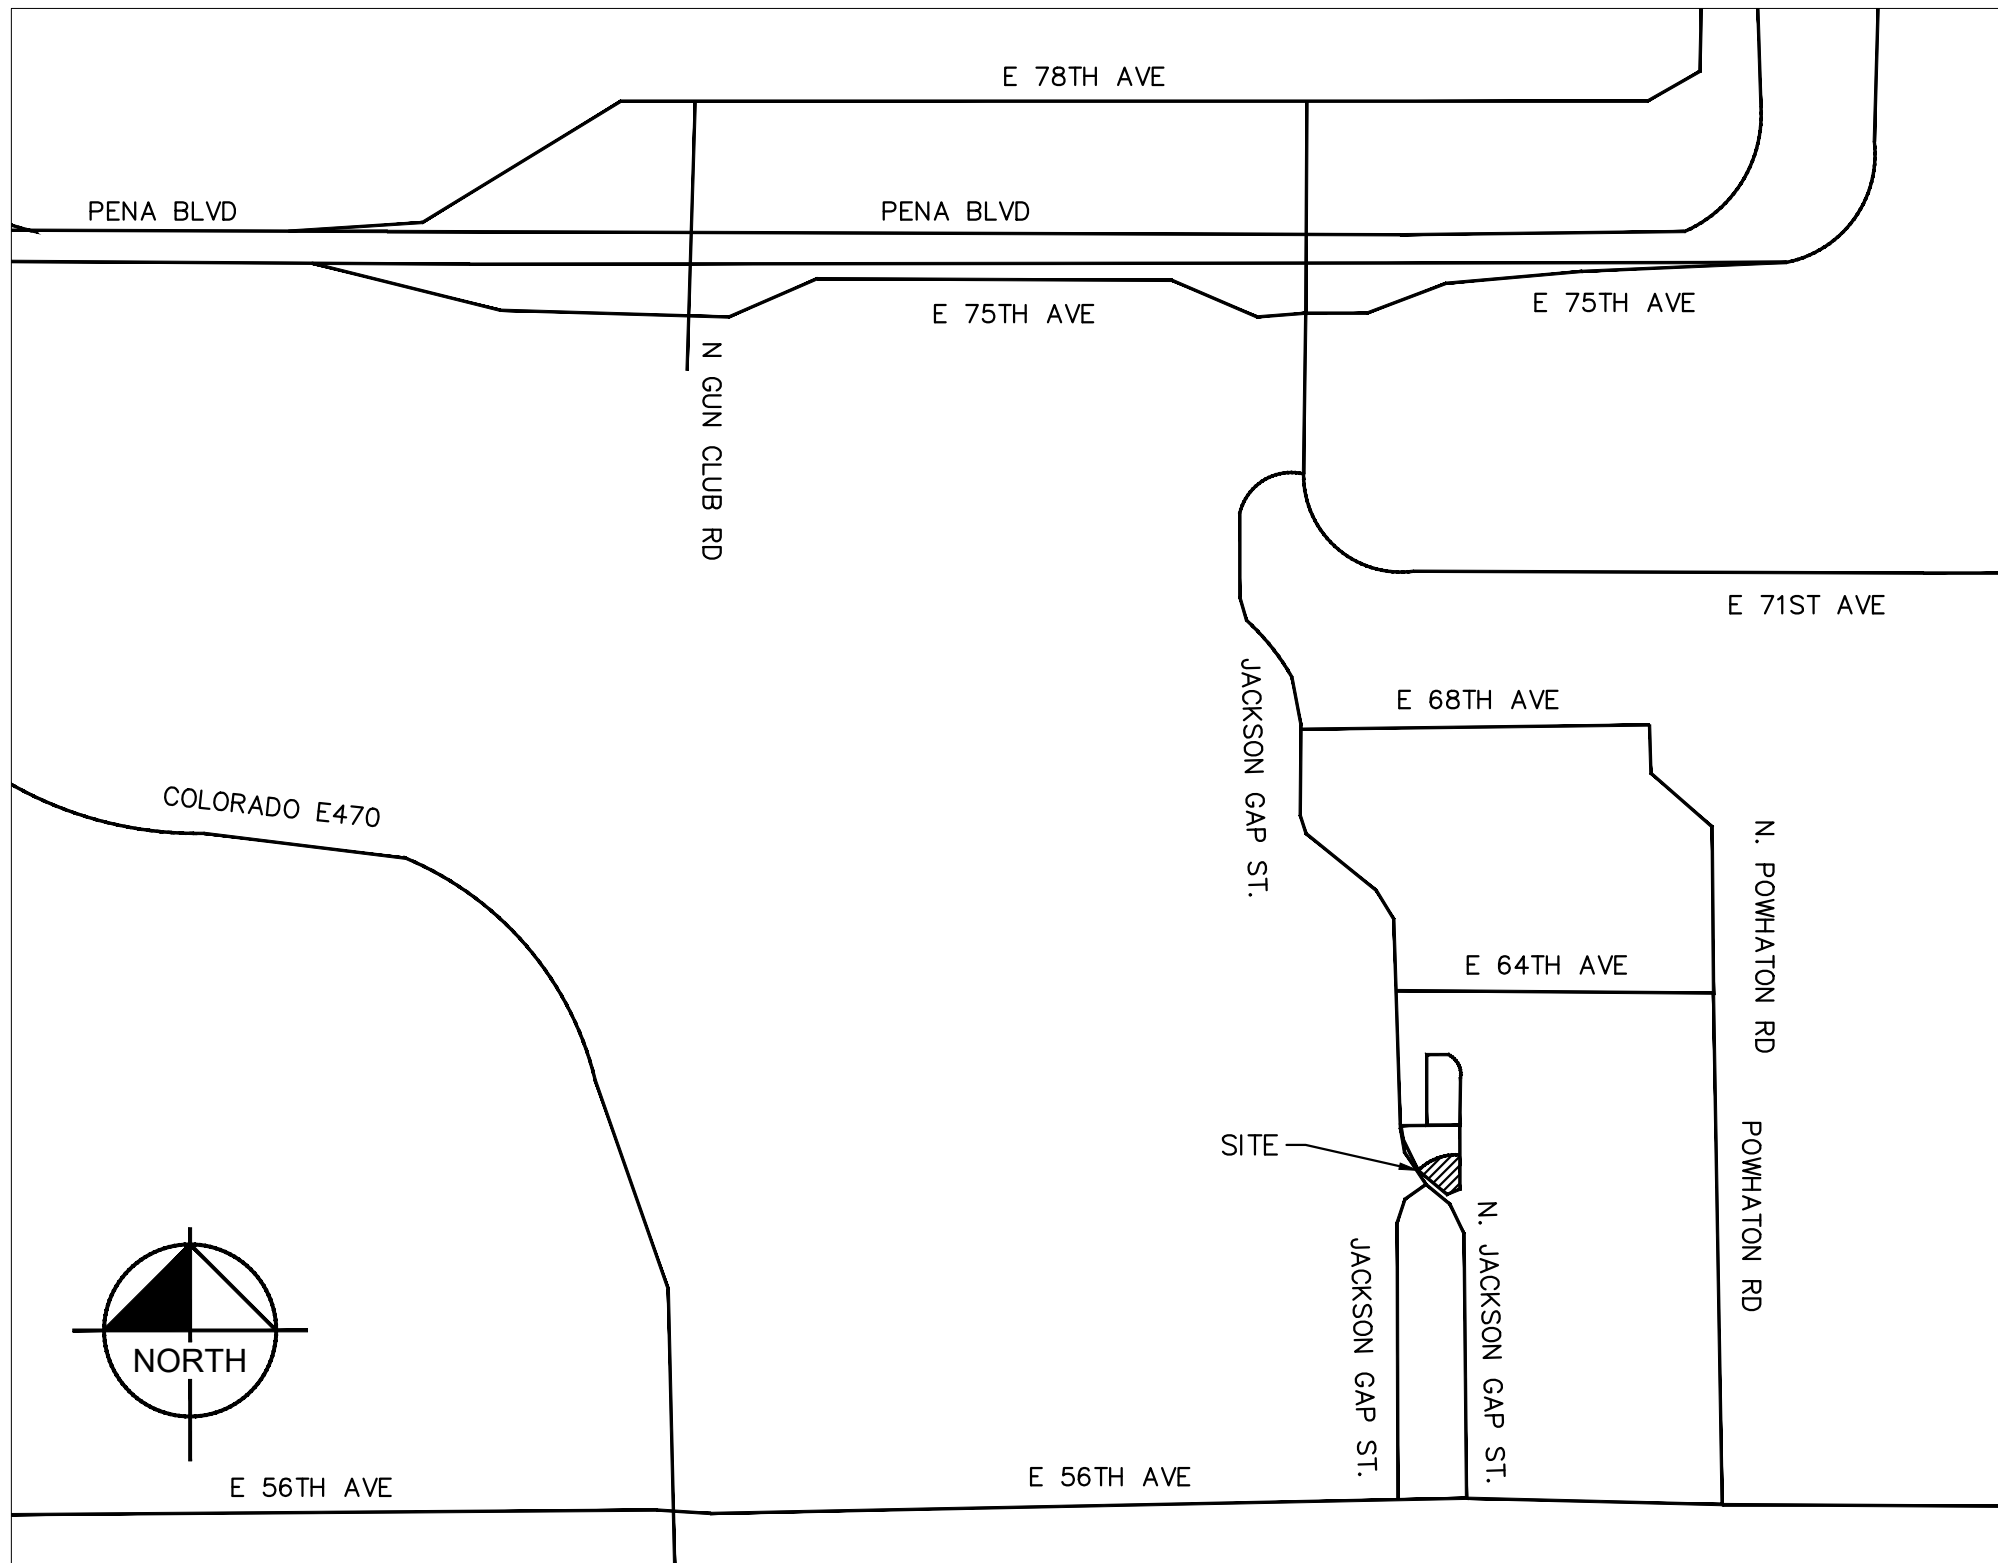 E 78TH AVE
PENA BLVD
PENA BLVD
E 75TH AVE
E 75TH AVE
N GUN CLUB RD
E 71ST AVE
JACKSON GAP ST.
E 68TH AVE
COLORADO E470
N. POWHATON RD
E 64TH AVE
SITE
POWHATON RD
N. JACKSON GAP ST.
JACKSON GAP ST.
NORTH
E 56TH AVE
E 56TH AVE